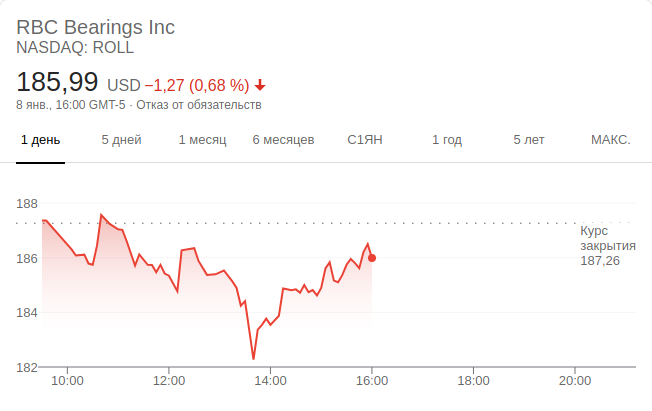 RBC Bearings Inc
NASDAQ: ROLL
185,99 USD −1,27 (0,68 %)
8 янв., 16:00 GMT-5 · Отказ от обязательств
1 день 5 дней 1 месяц 6 месяцев С1ЯН 1 год 5 лет МАКС.
188
Курс
закрытия
186
187,26
184
182
10:00 12:00 14:00 16:00 18:00 20:00